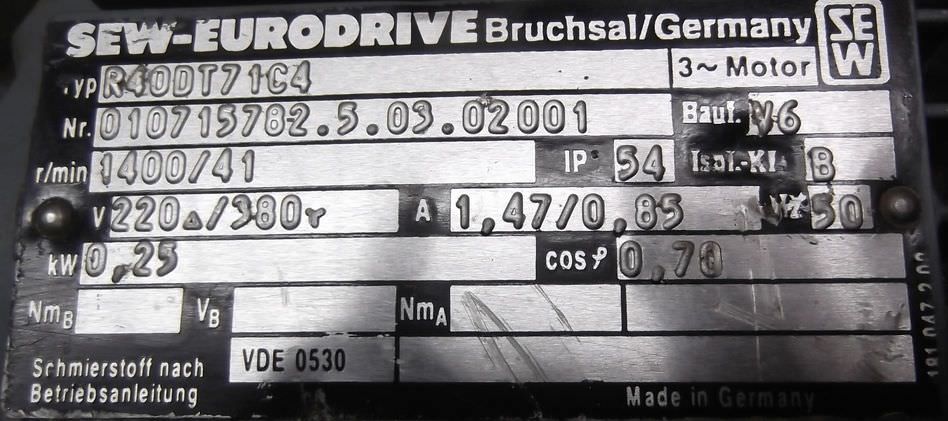 SEW-EURODRIVE Bruchsal/Germany SEW
Typ R40DT71C4 3~ Motor
Nr. 010715782.5.03.02001 Bauf. V6
r/min 1400/41 IP 54 Isol.-Kl. B
V 220△/380Y A 1,47/0,85 Hz 50
kW 0,25 cosφ 0,70
NmB VB NmA
Schmierstoff nach VDE 0530
Betriebsanleitung Made in Germany